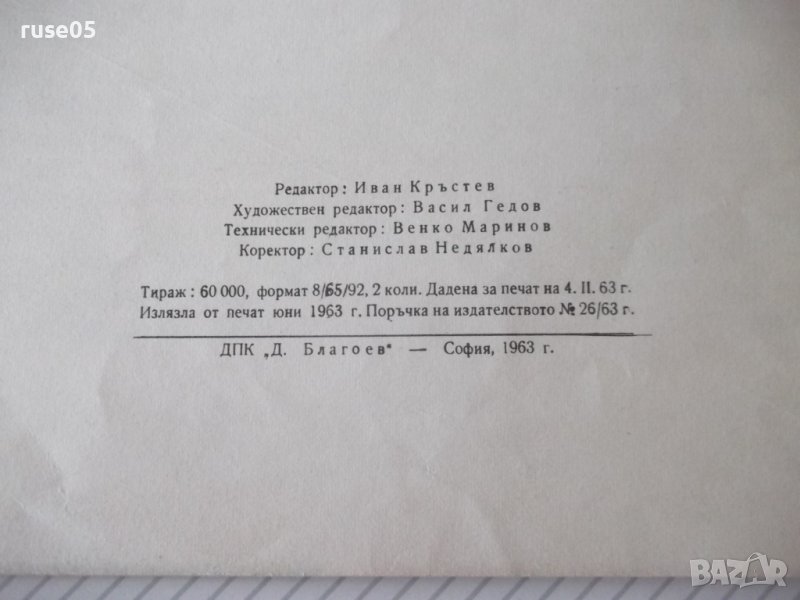 ruse05
Редактор: Иван Кръстев
Художествен редактор: Васил Гедов
Технически редактор: Венко Маринов
Коректор: Станислав Недялков
Тираж: 60 000, формат 8/65/92, 2 коли. Дадена за печат на 4. II. 63 г.
Излязла от печат юни 1963 г. Поръчка на издателството № 26/63 г.
ДПК „Д. Благоев“ — София, 1963 г.
BAZAR